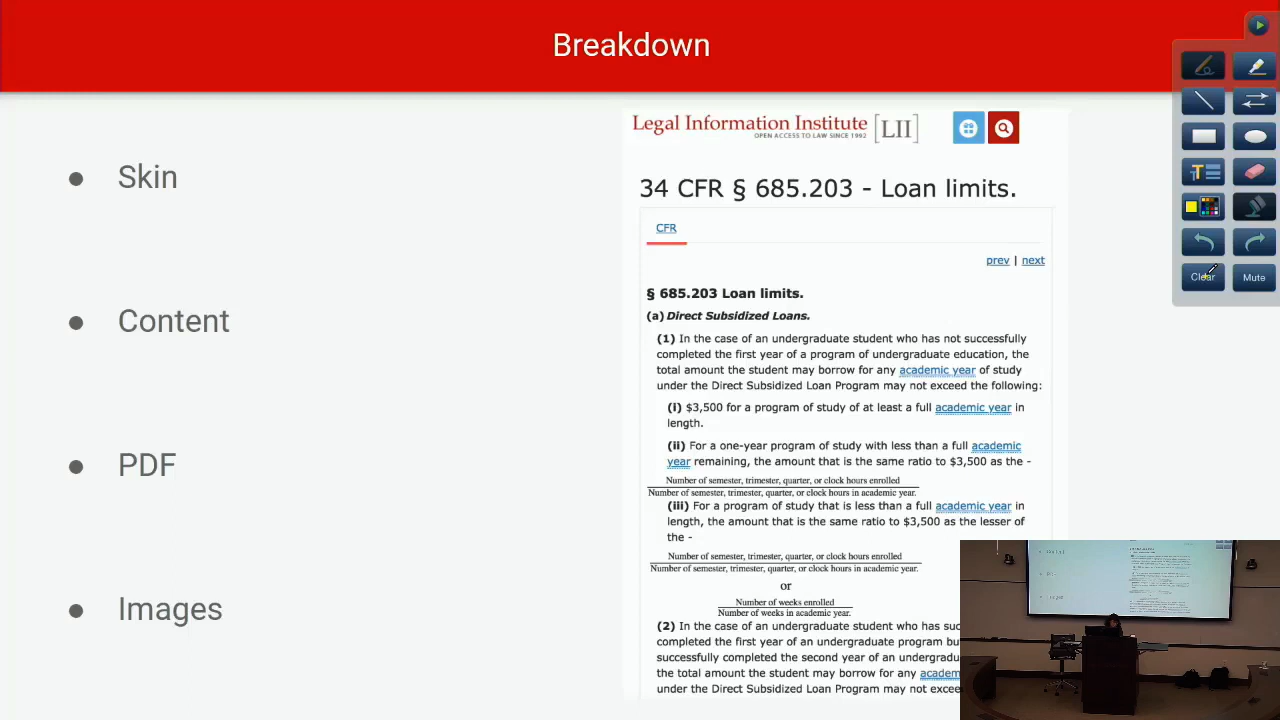 Breakdown
Skin
Content
PDF
Images
Legal Information Institute [LII]
OPEN ACCESS TO LAW SINCE 1992
34 CFR § 685.203 - Loan limits.
CFR
prev | next
§ 685.203 Loan limits.
(a) Direct Subsidized Loans.
(1) In the case of an undergraduate student who has not successfully
completed the first year of a program of undergraduate education, the
total amount the student may borrow for any academic year of study
under the Direct Subsidized Loan Program may not exceed the following:
(i) $3,500 for a program of study of at least a full academic year in
length.
(ii) For a one-year program of study with less than a full academic
year remaining, the amount that is the same ratio to $3,500 as the -
Number of semester, trimester, quarter, or clock hours enrolled
Number of semester, trimester, quarter, or clock hours in academic year.
(iii) For a program of study that is less than a full academic year in
length, the amount that is the same ratio to $3,500 as the lesser of
the -
Number of semester, trimester, quarter, or clock hours enrolled
Number of semester, trimester, quarter, or clock hours in academic year.
or
Number of weeks enrolled
Number of weeks in academic year.
(2) In the case of an undergraduate student who has suc
completed the first year of an undergraduate program bu
successfully completed the second year of an undergradu
the total amount the student may borrow for any academ
under the Direct Subsidized Loan Program may not excee
T
Clear
Mute